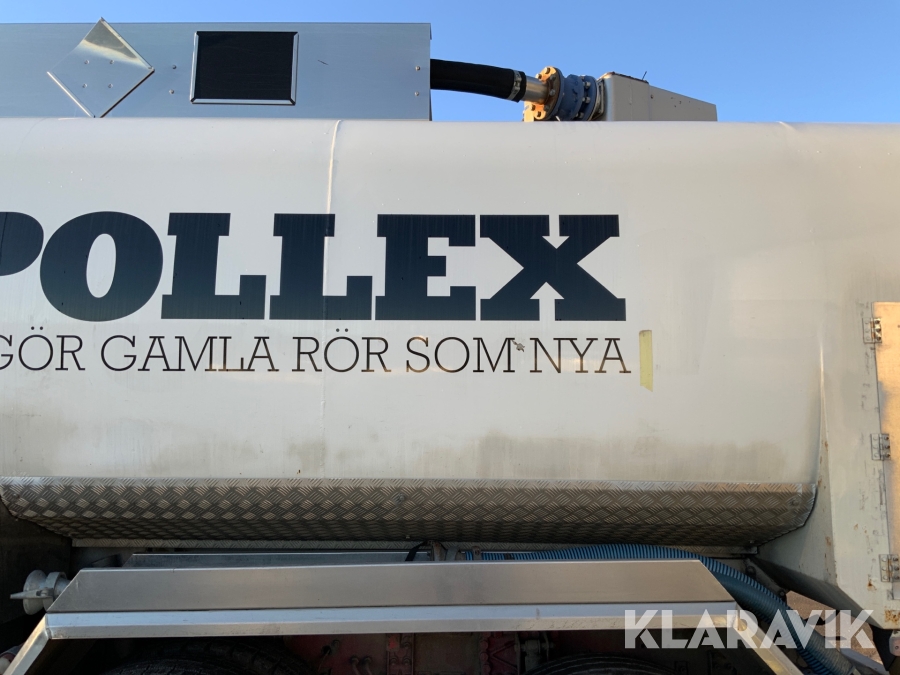 POLLEX
GÖR GAMLA RÖR SOM NYA
KLARAVIK